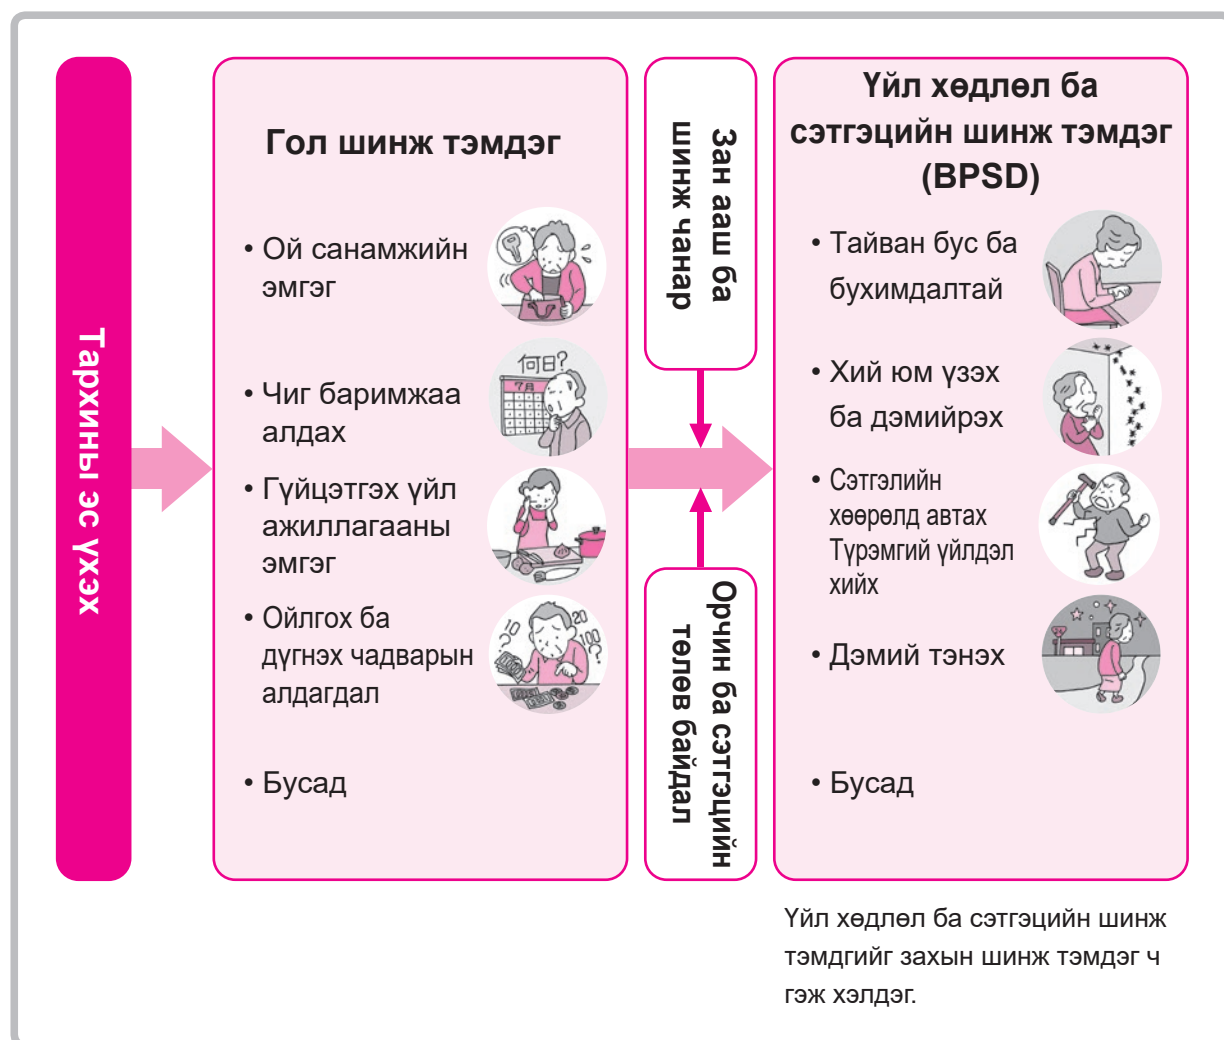 Тархины эс үхэх
Гол шинж тэмдэг
• Ой санамжийн
эмгэг
• Чиг баримжаа
алдах
何日?
7月
• Гүйцэтгэх үйл
ажиллагааны
эмгэг
• Ойлгох ба
дүгнэх чадварын
алдагдал
10
?
20
100
?
• Бусад
Зан ааш ба
шинж чанар
Орчин ба сэтгэцийн
төлөв байдал
Үйл хөдлөл ба
сэтгэцийн шинж тэмдэг
(BPSD)
• Тайван бус ба
бухимдалтай
• Хий юм үзэх
ба дэмийрэх
• Сэтгэлийн
хөөрөлд автах
Түрэмгий үйлдэл
хийх
• Дэмий тэнэх
• Бусад
Үйл хөдлөл ба сэтгэцийн шинж
тэмдгийг захын шинж тэмдэг ч
гэж хэлдэг.